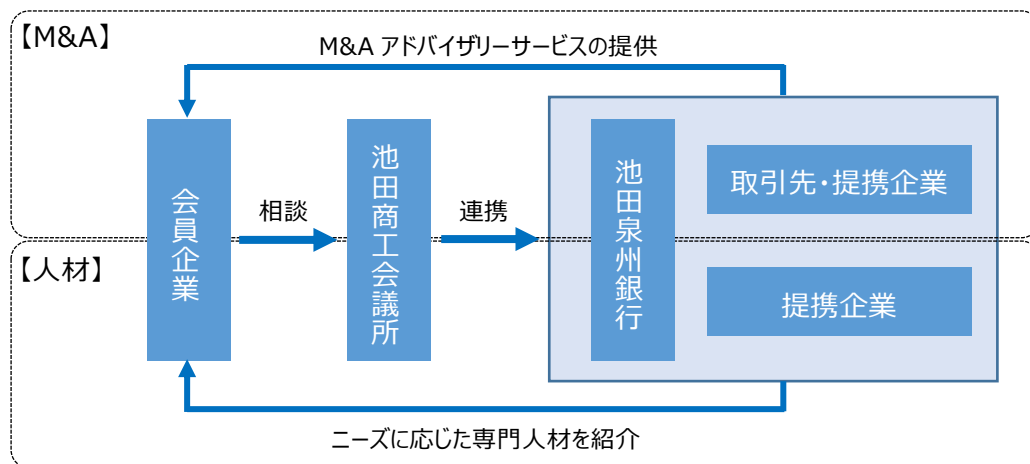 【M&A】
M&A アドバイザリーサービスの提供
会員企業
相談
池田商工会議所
連携
池田泉州銀行
取引先・提携企業
【人材】
提携企業
ニーズに応じた専門人材を紹介